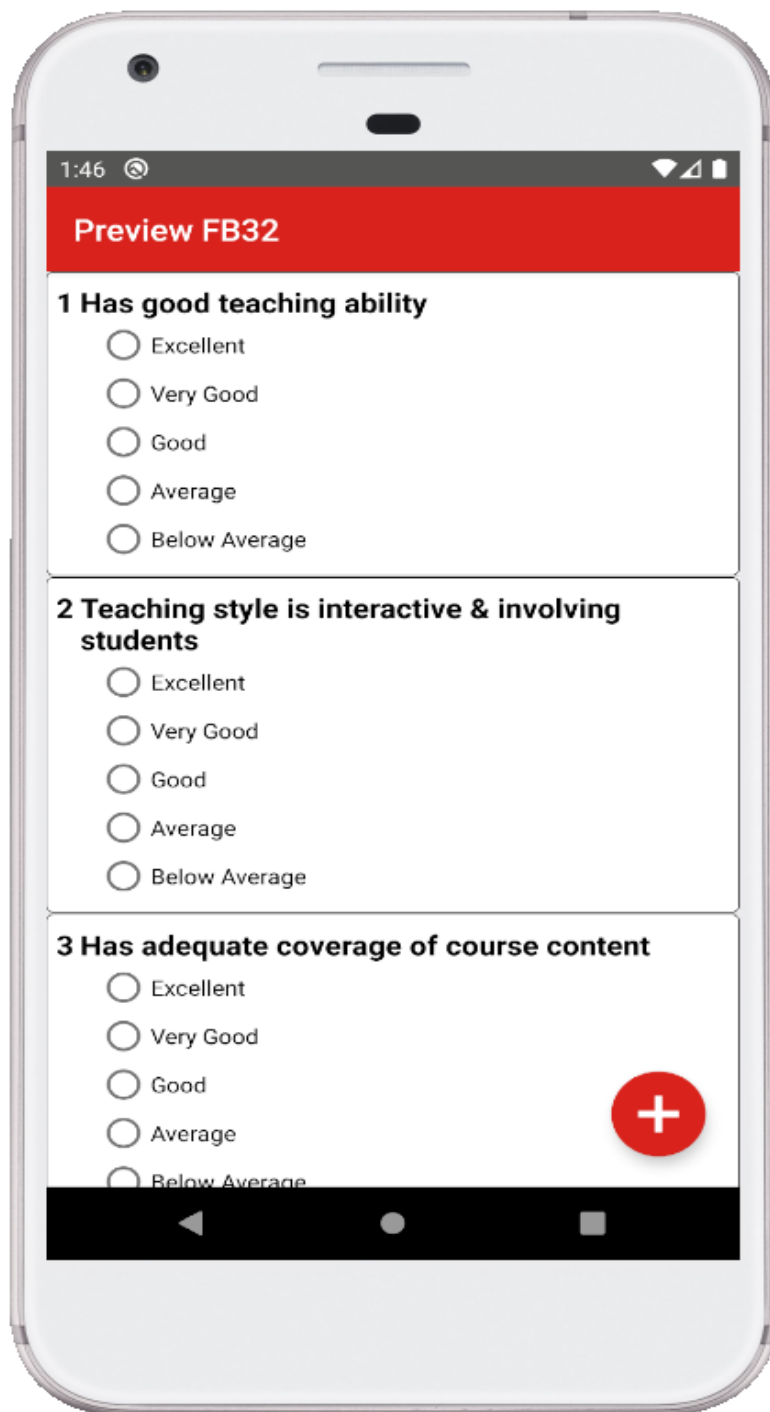 1:46
Preview FB32
1 Has good teaching ability
Excellent
Very Good
Good
Average
Below Average
2 Teaching style is interactive & involving
students
Excellent
Very Good
Good
Average
Below Average
3 Has adequate coverage of course content
Excellent
Very Good
Good
Average
Below Average